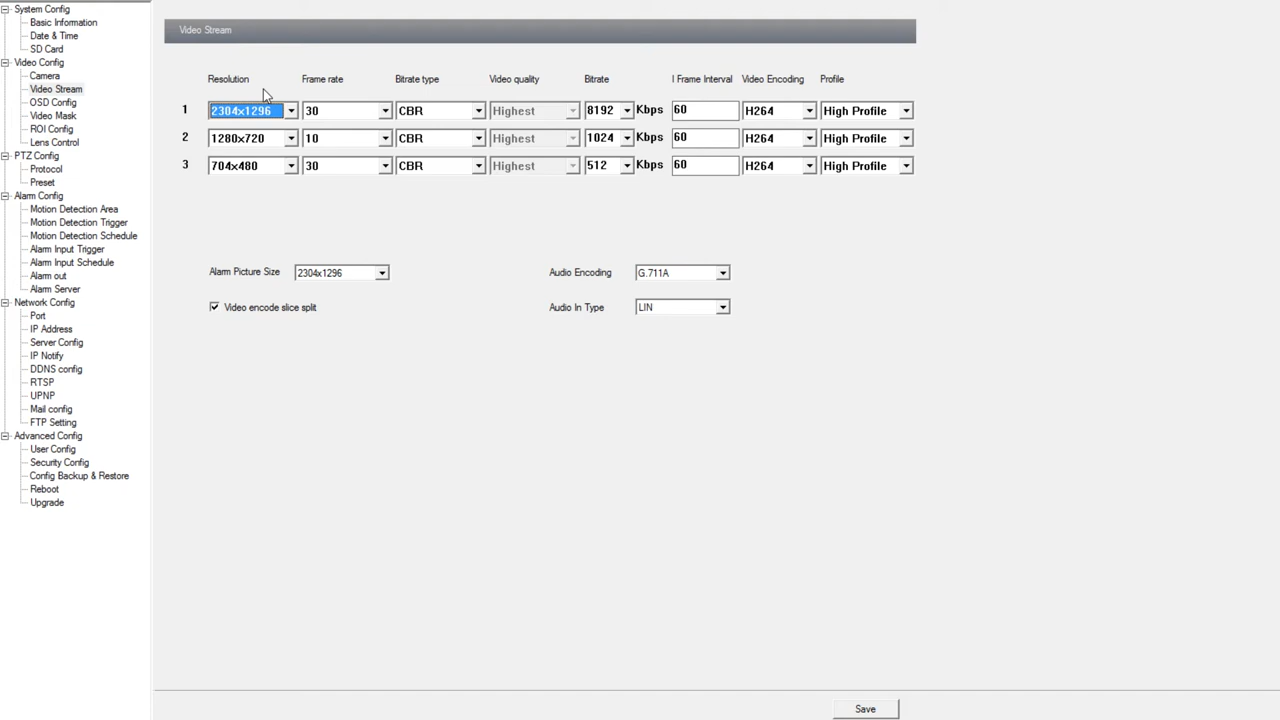 System Config
Basic Information
Date & Time
SD Card
Video Config
Camera
Video Stream
OSD Config
Video Mask
ROI Config
Lens Control
PTZ Config
Protocol
Preset
Alarm Config
Motion Detection Area
Motion Detection Trigger
Motion Detection Schedule
Alarm Input Trigger
Alarm Input Schedule
Alarm out
Alarm Server
Network Config
Port
IP Address
Server Config
IP Notify
DDNS config
RTSP
UPNP
Mail config
FTP Setting
Advanced Config
User Config
Security Config
Config Backup & Restore
Reboot
Upgrade
Video Stream
Resolution Frame rate Bitrate type Video quality Bitrate I Frame Interval Video Encoding Profile
1 2304x1296 30 CBR Highest 8192 Kbps 60 H264 High Profile
2 1280x720 10 CBR Highest 1024 Kbps 60 H264 High Profile
3 704x480 30 CBR Highest 512 Kbps 60 H264 High Profile
Alarm Picture Size 2304x1296 Audio Encoding G.711A
Video encode slice split Audio In Type LIN
Save